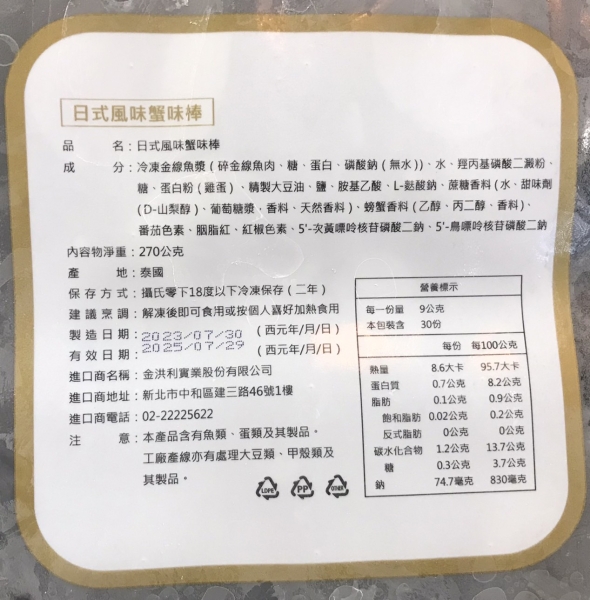 日式風味蟹味棒
品名：日式風味蟹味棒
成分：冷凍金線魚漿（碎金線魚肉、糖、蛋白、磷酸鈉（無水））、水、羥丙基磷酸二澱粉、
糖、蛋白粉（雞蛋）、精製大豆油、鹽、胺基乙酸、L-麩酸鈉、蔗糖香料（水、甜味劑
（D-山梨醇）、葡萄糖漿、香料、天然香料）、螃蟹香料（乙醇、丙二醇、香料）、
番茄色素、胭脂紅、紅椒色素、5'-次黃嘌呤核苷磷酸二鈉、5'-鳥嘌呤核苷磷酸二鈉
內容物淨重：270公克
產地：泰國
保存方式：攝氏零下18度以下冷凍保存（二年）
建議烹調：解凍後即可食用或按個人喜好加熱食用
製造日期：2023/07/30（西元年/月/日）
有效日期：2025/07/29（西元年/月/日）
進口商名稱：金洪利實業股份有限公司
進口商地址：新北市中和區建三路46號1樓
進口商電話：02-22225622
注意：本產品含有魚類、蛋類及其製品。
工廠產線亦有處理大豆類、甲殼類及
其製品。
LDPE PP OTHER
營養標示
每一份量 9公克
本包裝含 30份
每份 每100公克
熱量 8.6大卡 95.7大卡
蛋白質 0.7公克 8.2公克
脂肪 0.1公克 0.9公克
飽和脂肪 0.02公克 0.2公克
反式脂肪 0公克 0公克
碳水化合物 1.2公克 13.7公克
糖 0.3公克 3.7公克
鈉 74.7毫克 830毫克